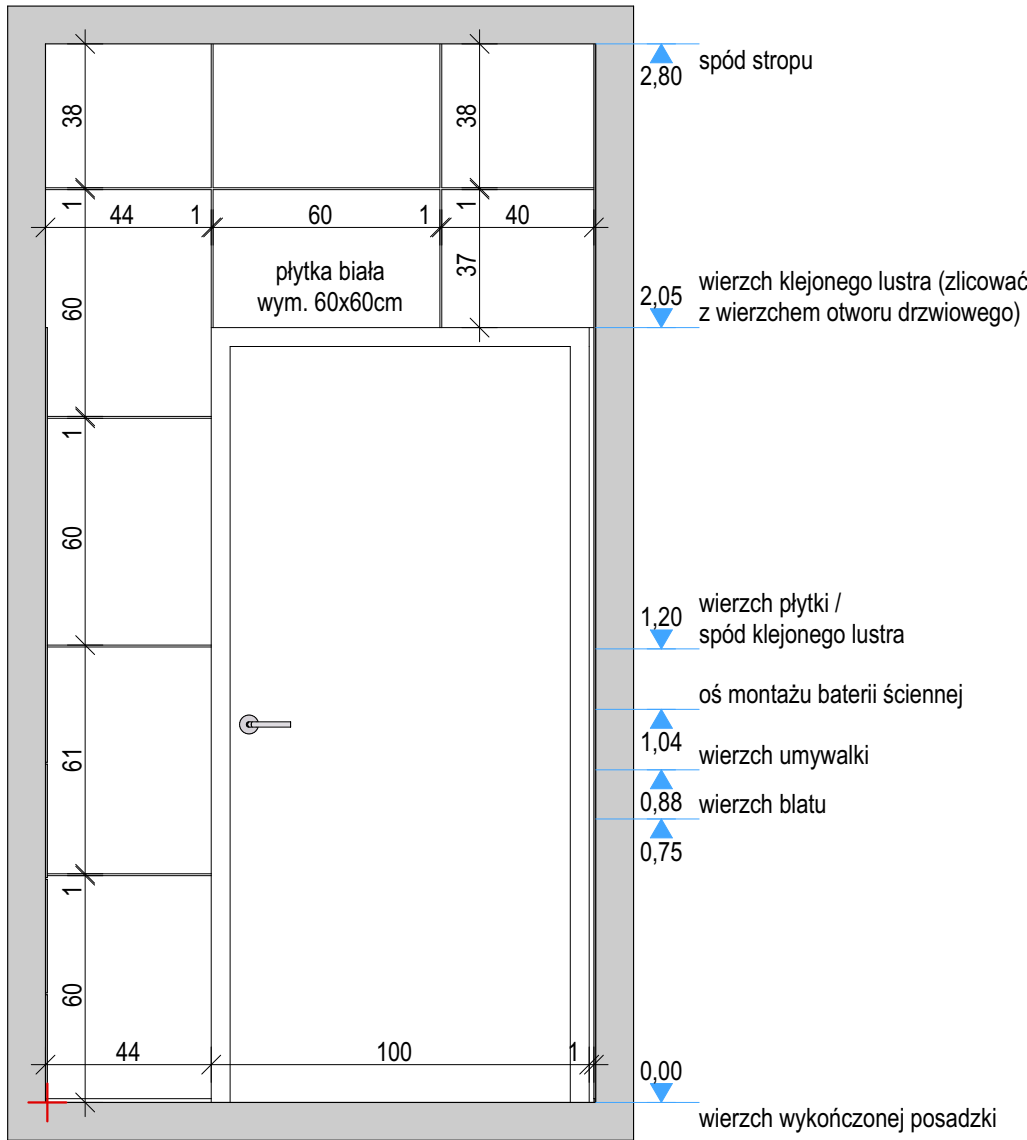 2,80
spód stropu
38
38
1
44
1
60
1
1
40
60
płytka biała
wym. 60x60cm
37
2,05
wierzch klejonego lustra (zlicować
z wierzchem otworu drzwiowego)
1
60
1,20
wierzch płytki /
spód klejonego lustra
oś montażu baterii ściennej
1,04
61
wierzch umywalki
0,88
wierzch blatu
0,75
1
60
44
100
1
0,00
wierzch wykończonej posadzki